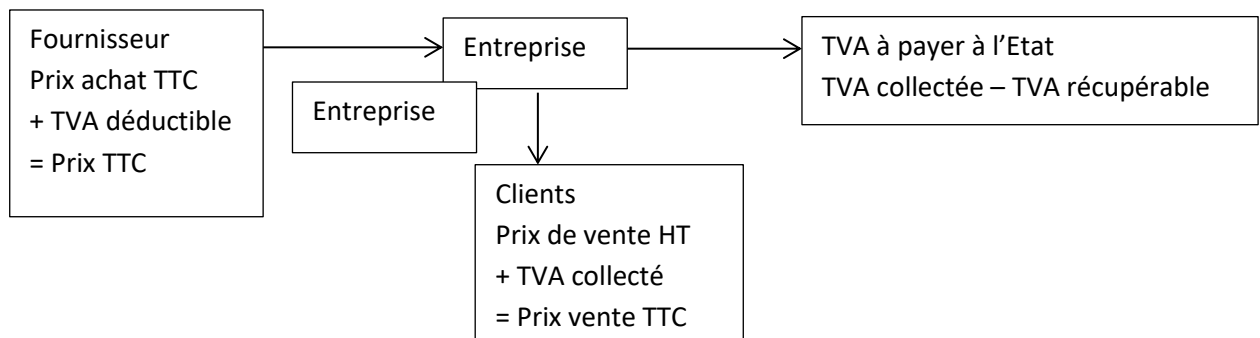 Fournisseur
Prix achat TTC
+ TVA déductible
= Prix TTC
Entreprise
Entreprise
TVA à payer à l’Etat
TVA collectée – TVA récupérable
Clients
Prix de vente HT
+ TVA collecté
= Prix vente TTC